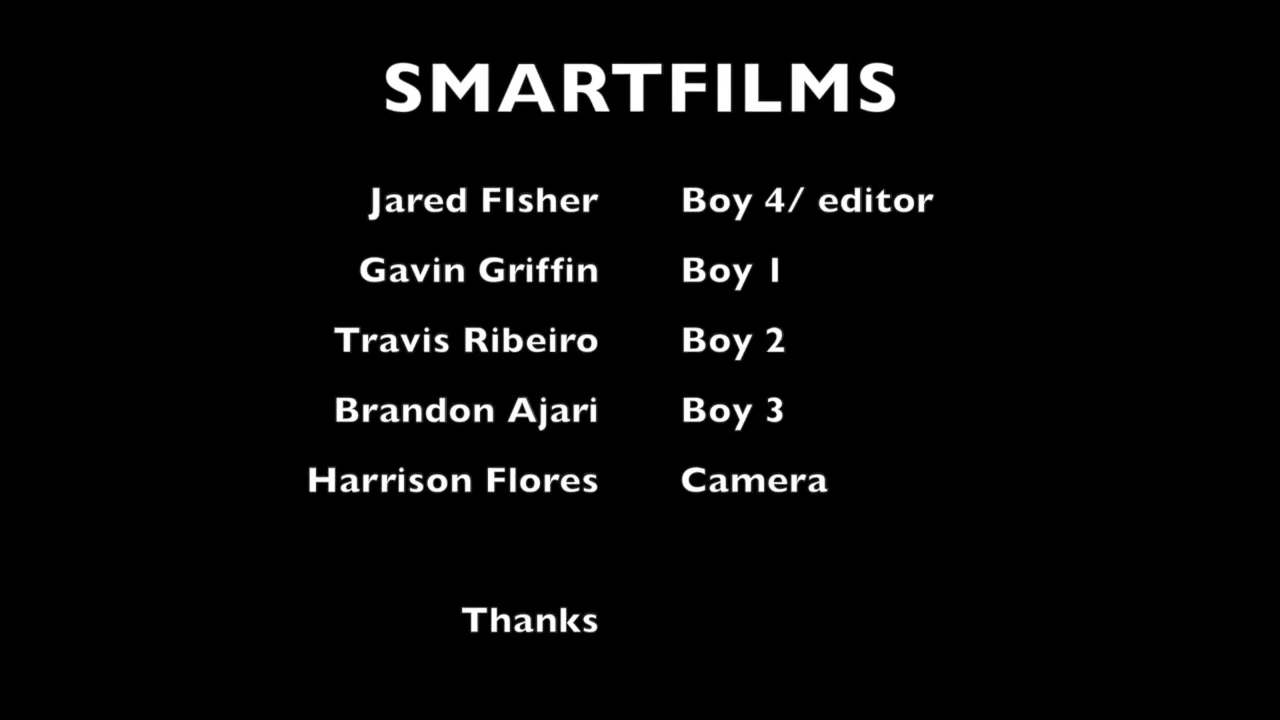 SMARTFILMS
Jared FIsher Boy 4/ editor
Gavin Griffin Boy 1
Travis Ribeiro Boy 2
Brandon Ajari Boy 3
Harrison Flores Camera
Thanks